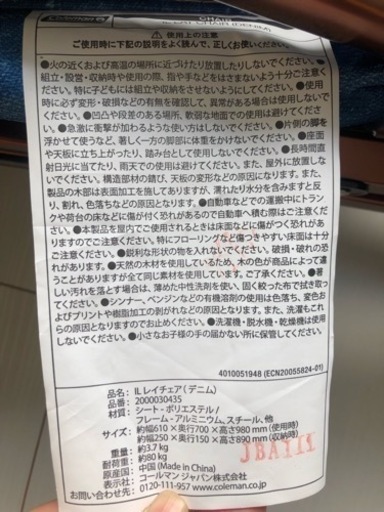 Coleman
CHAIR
IL LAY CHAIR (DENIM)
⚠ 使用上の注意
ご使用時に下記の説明をよく読み、正しくご使用ください。
●火の近くおよび高温の場所に近づけたり放置したりしないでください。●
組立・設営・収納時や使用の際、指や手などをはさまないよう十分ご注意くだ
さい。特に子どもには組立・収納・持ち運びをさせないでください。●使用
時に必ず変形・破損などの有無を確認して、異常がある場合は使用しない
でください。●凹凸や段差のある場所、軟弱な地面での使用は避けてくださ
い。●急激に衝撃が加わるような使い方はしないでください。●片側の脚を
浮かせて使うなど、著しく一方の脚部に体重をかけないでください。●座面
や天板に立ち上がったり、踏み台として使用しないでください。●長時間直
射日光に当てたり、雨天での使用は避けてください。また、屋外に放置しな
いでください。構造部材の錆び、天板の変形などの原因になります。また、
製品の木部は表面加工を施してありますが、濡れたり水分を含みますと反
り、割れ、色落ちなどの原因となります。●自動車などでの運搬中にトラン
クや荷台の床などに傷が付く恐れがあるので自動車へ積む際はご注意くだ
さい。●本製品を屋内でご使用されるときは床面などに傷がつく恐れがあ
りますのでご注意ください。特にフローリングなど傷つきやすい床面は十分
ご注意ください。●鋭利な形状の物を入れないでください。破損・破れの恐
れがあります。●天然の木材を使用しているため、木の色が商品によって違
うことがありますが全て同じ素材を使用しています。ご了承ください。●著
しい汚れを落とす場合は、薄めた中性洗剤を使い、固く絞った布で拭き取っ
てください。●シンナー、ベンジンなどの有機溶剤の使用は色落ち、変色お
よびプリントや樹脂加工の剥がれなどの原因となります。また、洗濯もこれら
の原因となりますのでおやめください。●洗濯機・脱水機・乾燥機は使用し
ないでください。●小さなお子様の手の届かない所に保管してください。
4010051948 (ECN20055824-01)
品名: ILレイチェア(デニム)
品番: 2000030435
材質: シート-ポリエステル/
フレーム-アルミニウム、スチール、他
サイズ: 約幅610×奥行700×高さ980mm(使用時)
約幅250×奥行150×高さ890mm(収納時)
重量: 約3.7kg
耐荷重: 約80kg
原産国: 中国(Made in China)
会社名: コールマン ジャパン株式会社
お問い合せ: 0120-111-957 www.coleman.co.jp
JBA111